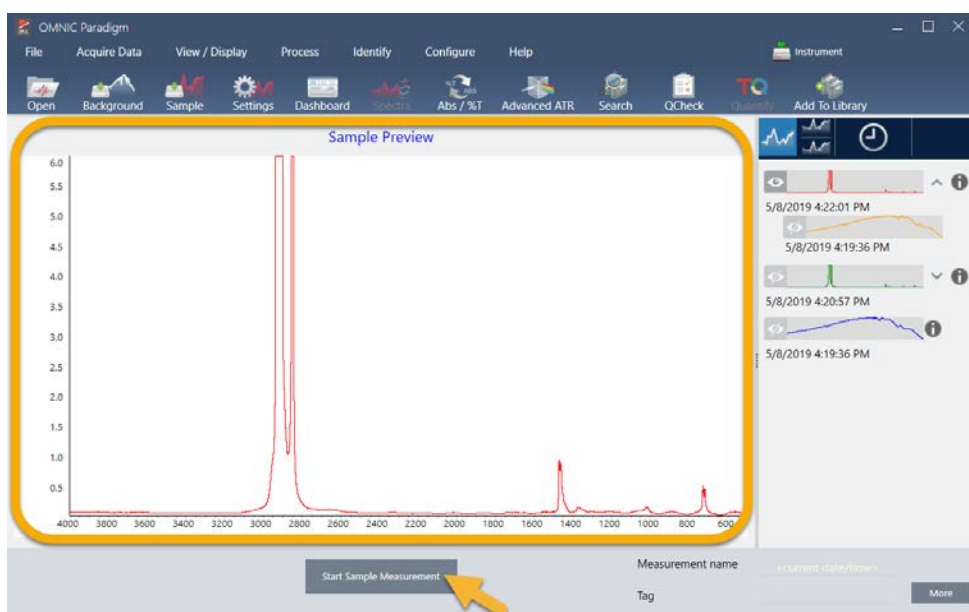 OMNIC Paradigm
File Acquire Data View / Display Process Identify Configure Help Instrument
Open Background Sample Settings Dashboard Spectra Abs / %T Advanced ATR Search QCheck Quantify Add To Library
Sample Preview
6.0
5.5
5.0
4.5
4.0
3.5
3.0
2.5
2.0
1.5
1.0
0.5
4000 3800 3600 3400 3200 3000 2800 2600 2400 2200 2000 1800 1600 1400 1200 1000 800 600
5/8/2019 4:22:01 PM
5/8/2019 4:19:36 PM
5/8/2019 4:20:57 PM
5/8/2019 4:19:36 PM
Start Sample Measurement
Measurement name <current date/time>
Tag
More